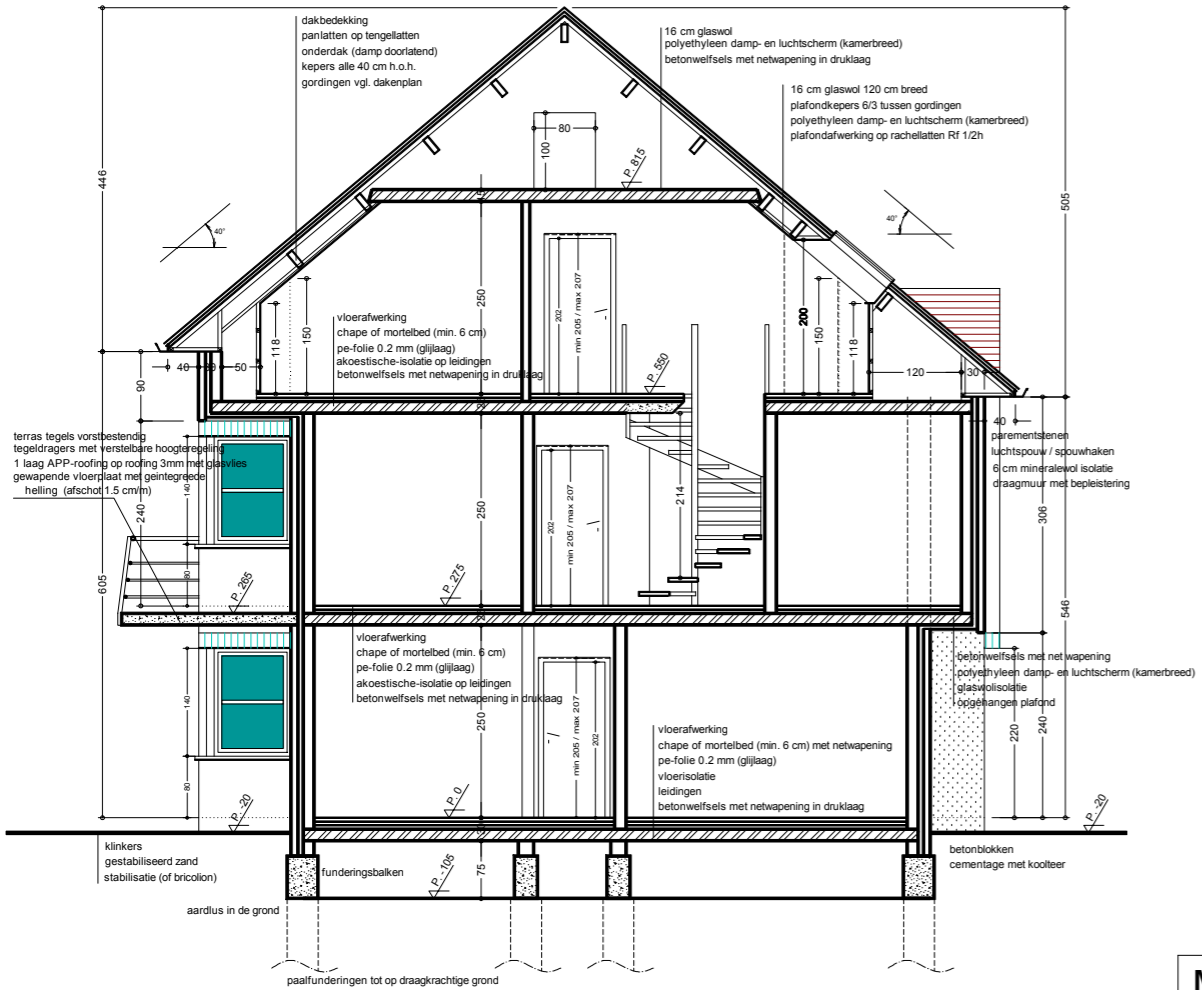 dakbedekking
panlatten op tengellatten
onderdak (damp doorlatend)
kepers alle 40 cm h.o.h.
gordingen vgl. dakenplan
16 cm glaswol
polyethyleen damp- en luchtscherm (kamerbreed)
betonwelfsels met netwapening in druklaag
16 cm glaswol 120 cm breed
plafondkepers 6/3 tussen gordingen
polyethyleen damp- en luchtscherm (kamerbreed)
plafondafwerking op rachellatten Rf 1/2h
80
100
P. 815
446
505
40°
40°
15
250
202
min 205 / max 207
200
150
118
150
118
vloerafwerking
chape of mortelbed (min. 6 cm)
pe-folie 0.2 mm (glijlaag)
akoestische-isolatie op leidingen
betonwelfsels met netwapening in druklaag
P. 550
40
30
50
90
120
30
40
terras tegels vorstbestendig
tegeldragers met verstelbare hoogteregeling
1 laag APP-roofing op roofing 3mm met glasvlies
gewapende vloerplaat met geintegreede
helling (afschot 1.5 cm/m)
parementstenen
luchtspouw / spouwhaken
6 cm mineralewol isolatie
draagmuur met bepleistering
140
240
250
202
min 205 / max 207
214
306
80
605
P. 265
P. 275
546
vloerafwerking
chape of mortelbed (min. 6 cm)
pe-folie 0.2 mm (glijlaag)
akoestische-isolatie op leidingen
betonwelfsels met netwapening in druklaag
betonwelfsels met net wapening
polyethyleen damp- en luchtscherm (kamerbreed)
glaswolisolatie
opgehangen plafond
140
250
min 205 / max 207
202
220
240
80
vloerafwerking
chape of mortelbed (min. 6 cm) met netwapening
pe-folie 0.2 mm (glijlaag)
vloerisolatie
leidingen
betonwelfsels met netwapening in druklaag
P. -20
P. 0
P. -20
klinkers
gestabiliseerd zand
stabilisatie (of bricolion)
betonblokken
cementage met koolteer
funderingsbalken
P. -105
75
aardlus in de grond
paalfunderingen tot op draagkrachtige grond